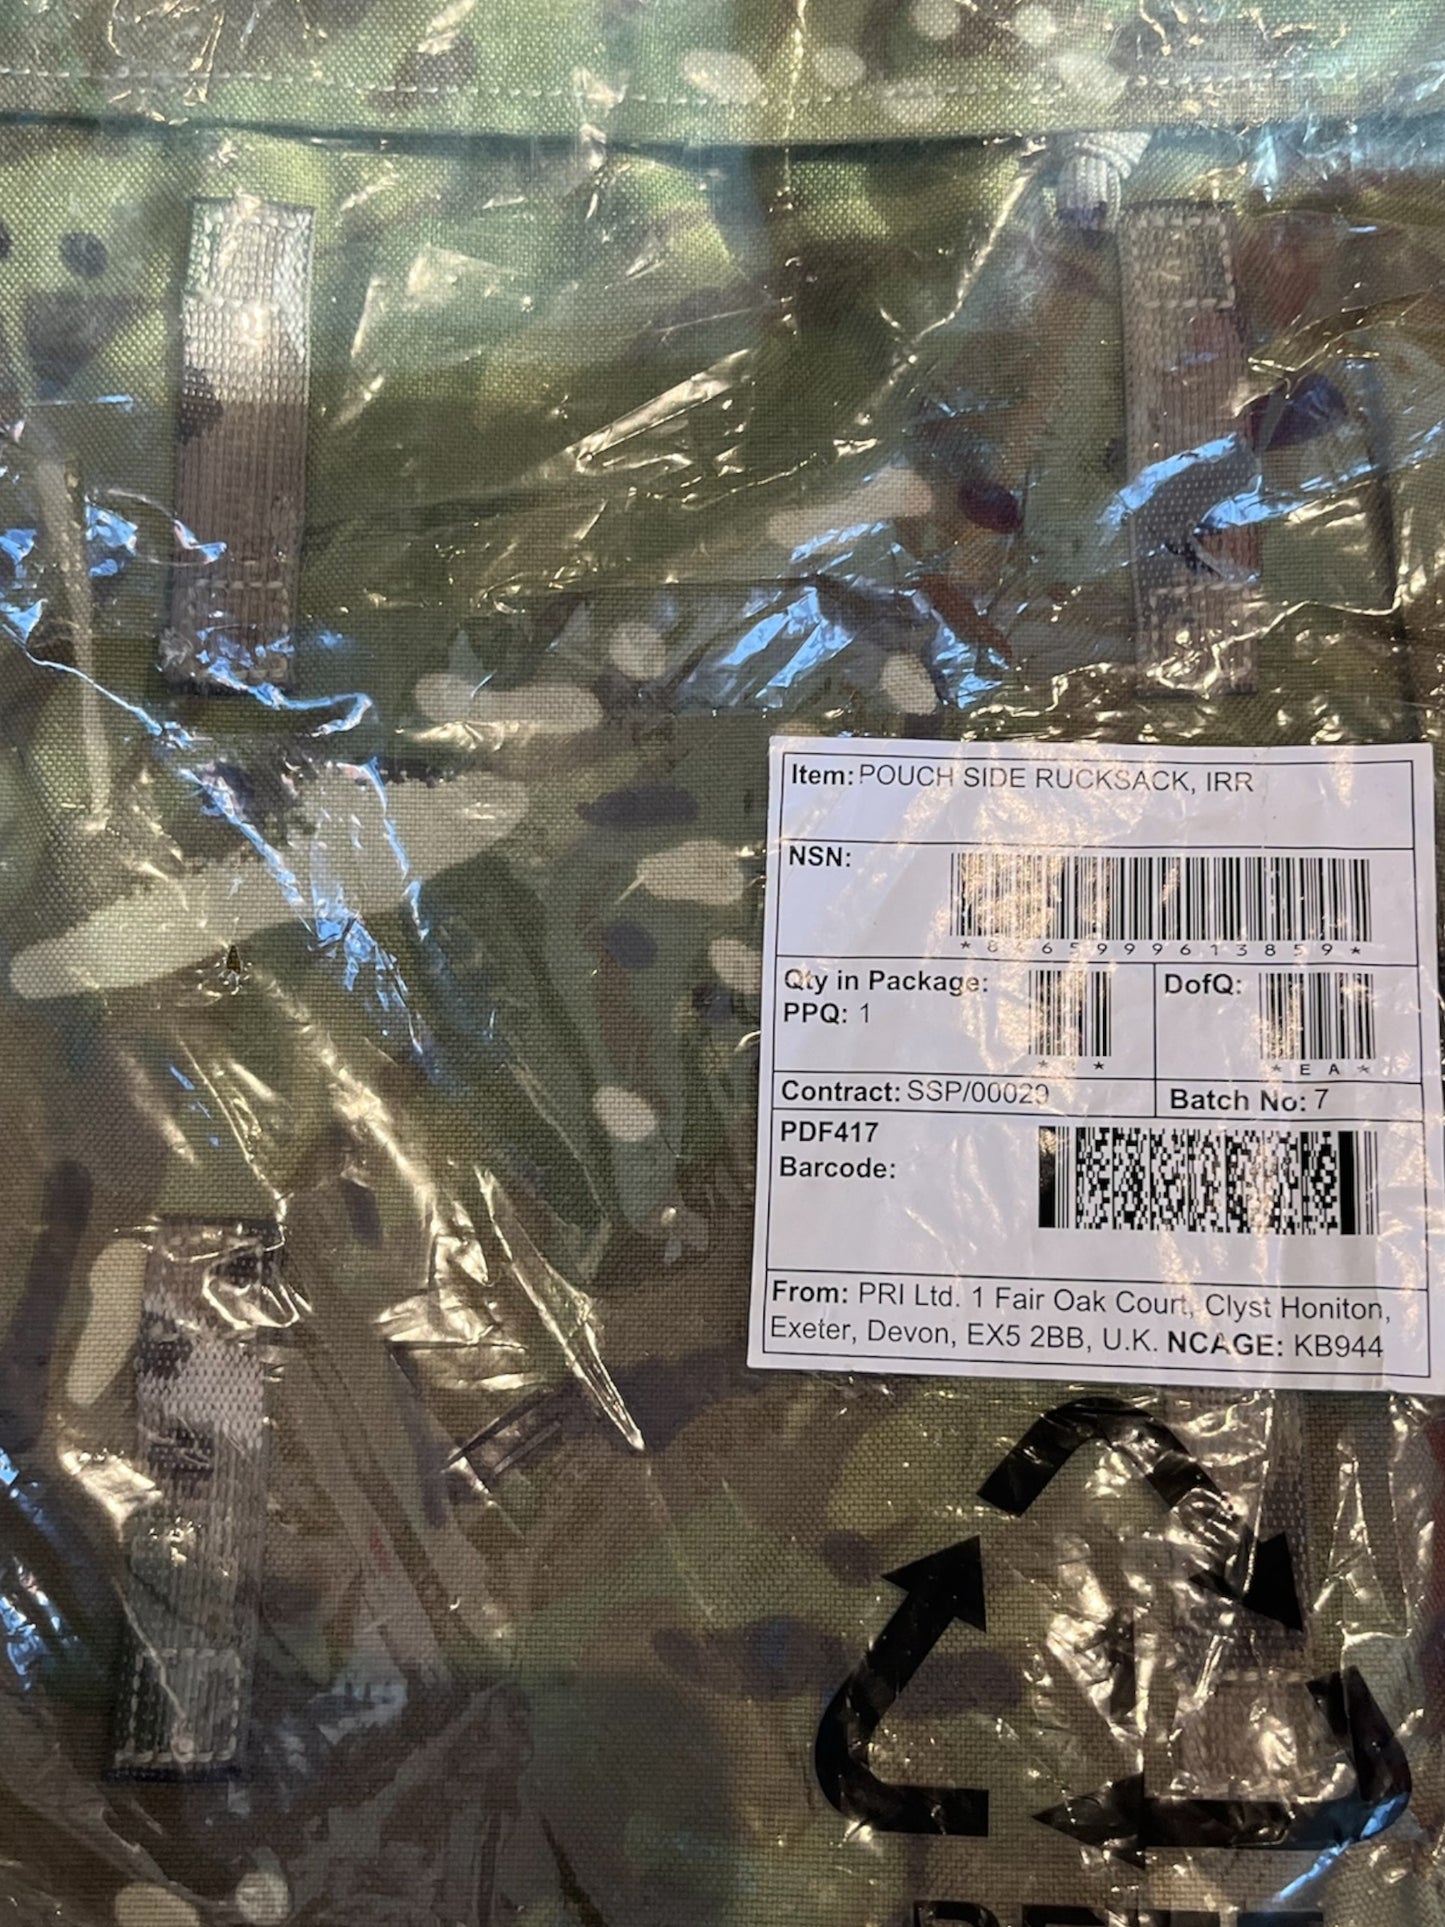 Item: POUCH SIDE RUCKSACK, IRR
NSN:
*8465999613859*
Qty in Package:
PPQ: 1
DofQ:
*EA*
Contract: SSP/00029
Batch No: 7
PDF417
Barcode:
From: PRI Ltd. 1 Fair Oak Court, Clyst Honiton,
Exeter, Devon, EX5 2BB, U.K. NCAGE: KB944